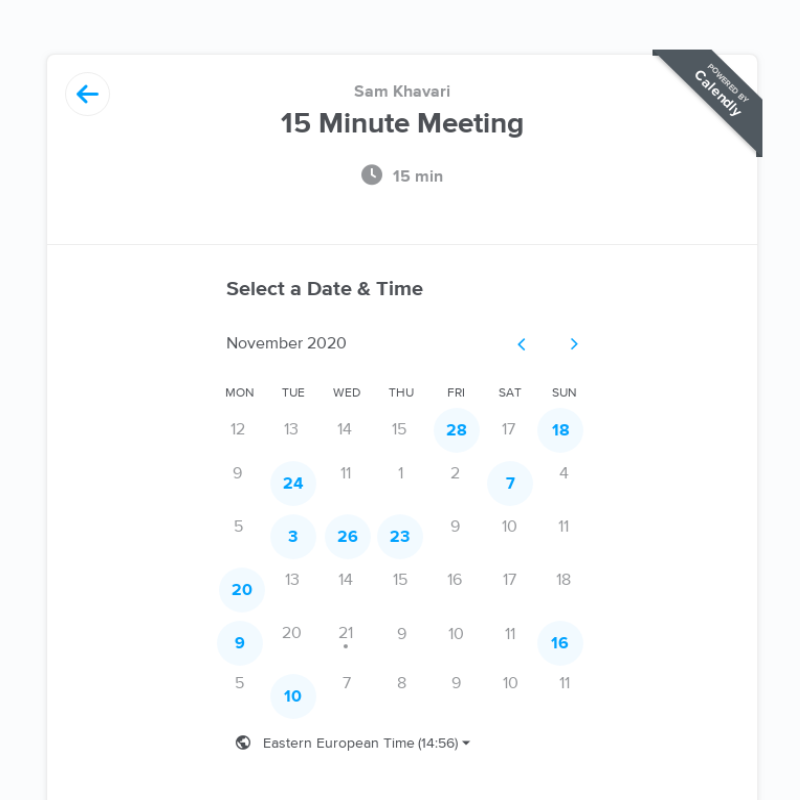 POWERED BY
Calendly
Sam Khavari
15 Minute Meeting
15 min
Select a Date & Time
November 2020
MON TUE WED THU FRI SAT SUN
12 13 14 15 28 17 18
9 24 11 1 2 7 4
5 3 26 23 9 10 11
20 13 14 15 16 17 18
9 20 21 9 10 11 16
5 10 7 8 9 10 11
Eastern European Time (14:56)